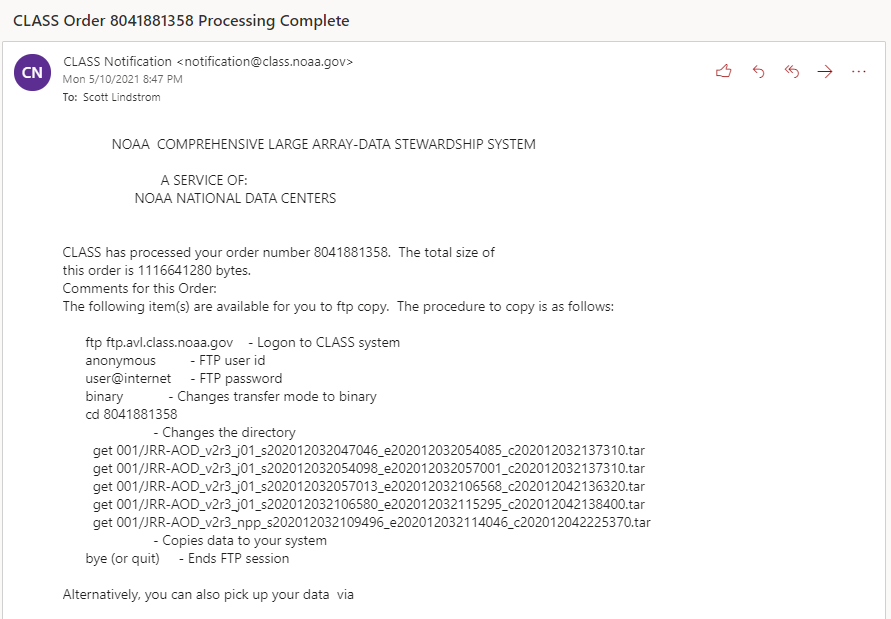 CLASS Order 8041881358 Processing Complete
CN
CLASS Notification <notification@class.noaa.gov>
Mon 5/10/2021 8:47 PM
To: Scott Lindstrom
NOAA COMPREHENSIVE LARGE ARRAY-DATA STEWARDSHIP SYSTEM
A SERVICE OF:
NOAA NATIONAL DATA CENTERS
CLASS has processed your order number 8041881358. The total size of
this order is 1116641280 bytes.
Comments for this Order:
The following item(s) are available for you to ftp copy. The procedure to copy is as follows:
ftp ftp.avl.class.noaa.gov - Logon to CLASS system
anonymous - FTP user id
user@internet - FTP password
binary - Changes transfer mode to binary
cd 8041881358
- Changes the directory
get 001/JRR-AOD_v2r3_j01_s202012032047046_e202012032054085_c202012032137310.tar
get 001/JRR-AOD_v2r3_j01_s202012032054098_e202012032057001_c202012032137310.tar
get 001/JRR-AOD_v2r3_j01_s202012032057013_e202012032106568_c202012042136320.tar
get 001/JRR-AOD_v2r3_j01_s202012032106580_e202012032115295_c202012042138400.tar
get 001/JRR-AOD_v2r3_npp_s202012032109496_e202012032114046_c202012042225370.tar
- Copies data to your system
bye (or quit) - Ends FTP session
Alternatively, you can also pick up your data via